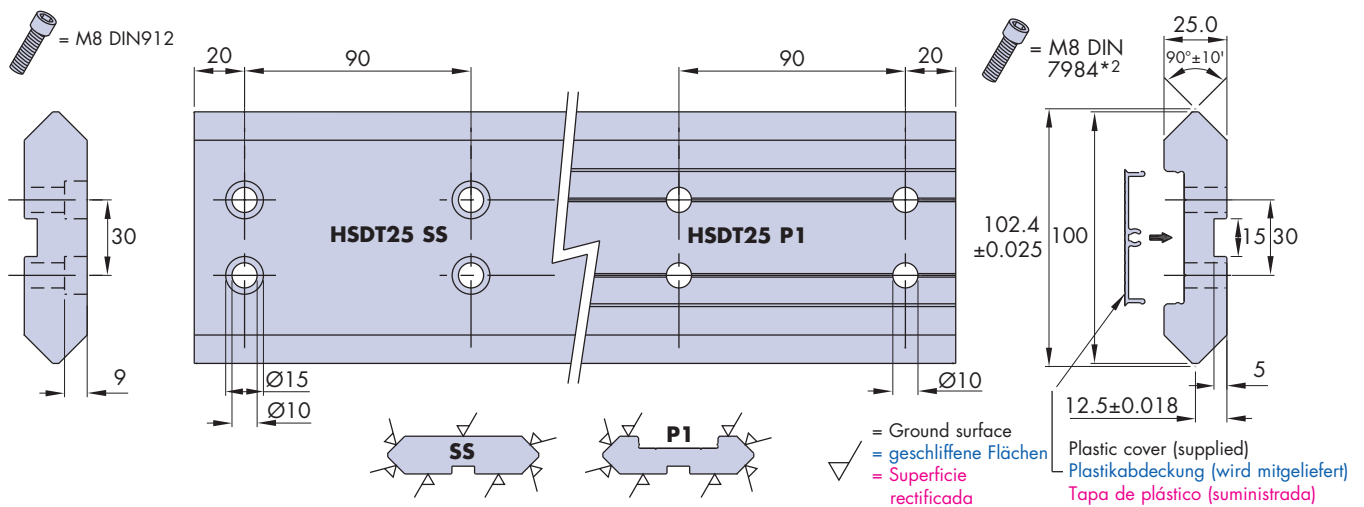 = M8 DIN912
20
90
90
20
= M8 DIN
7984*2
25.0
90°±10'
30
HSDT25 SS
HSDT25 P1
102.4
±0.025
100
15
30
9
Ø15
Ø10
Ø10
5
12.5±0.018
SS
P1
= Ground surface
= geschliffene Flächen
= Superficie
rectificada
Plastic cover (supplied)
Plastikabdeckung (wird mitgeliefert)
Tapa de plástico (suministrada)